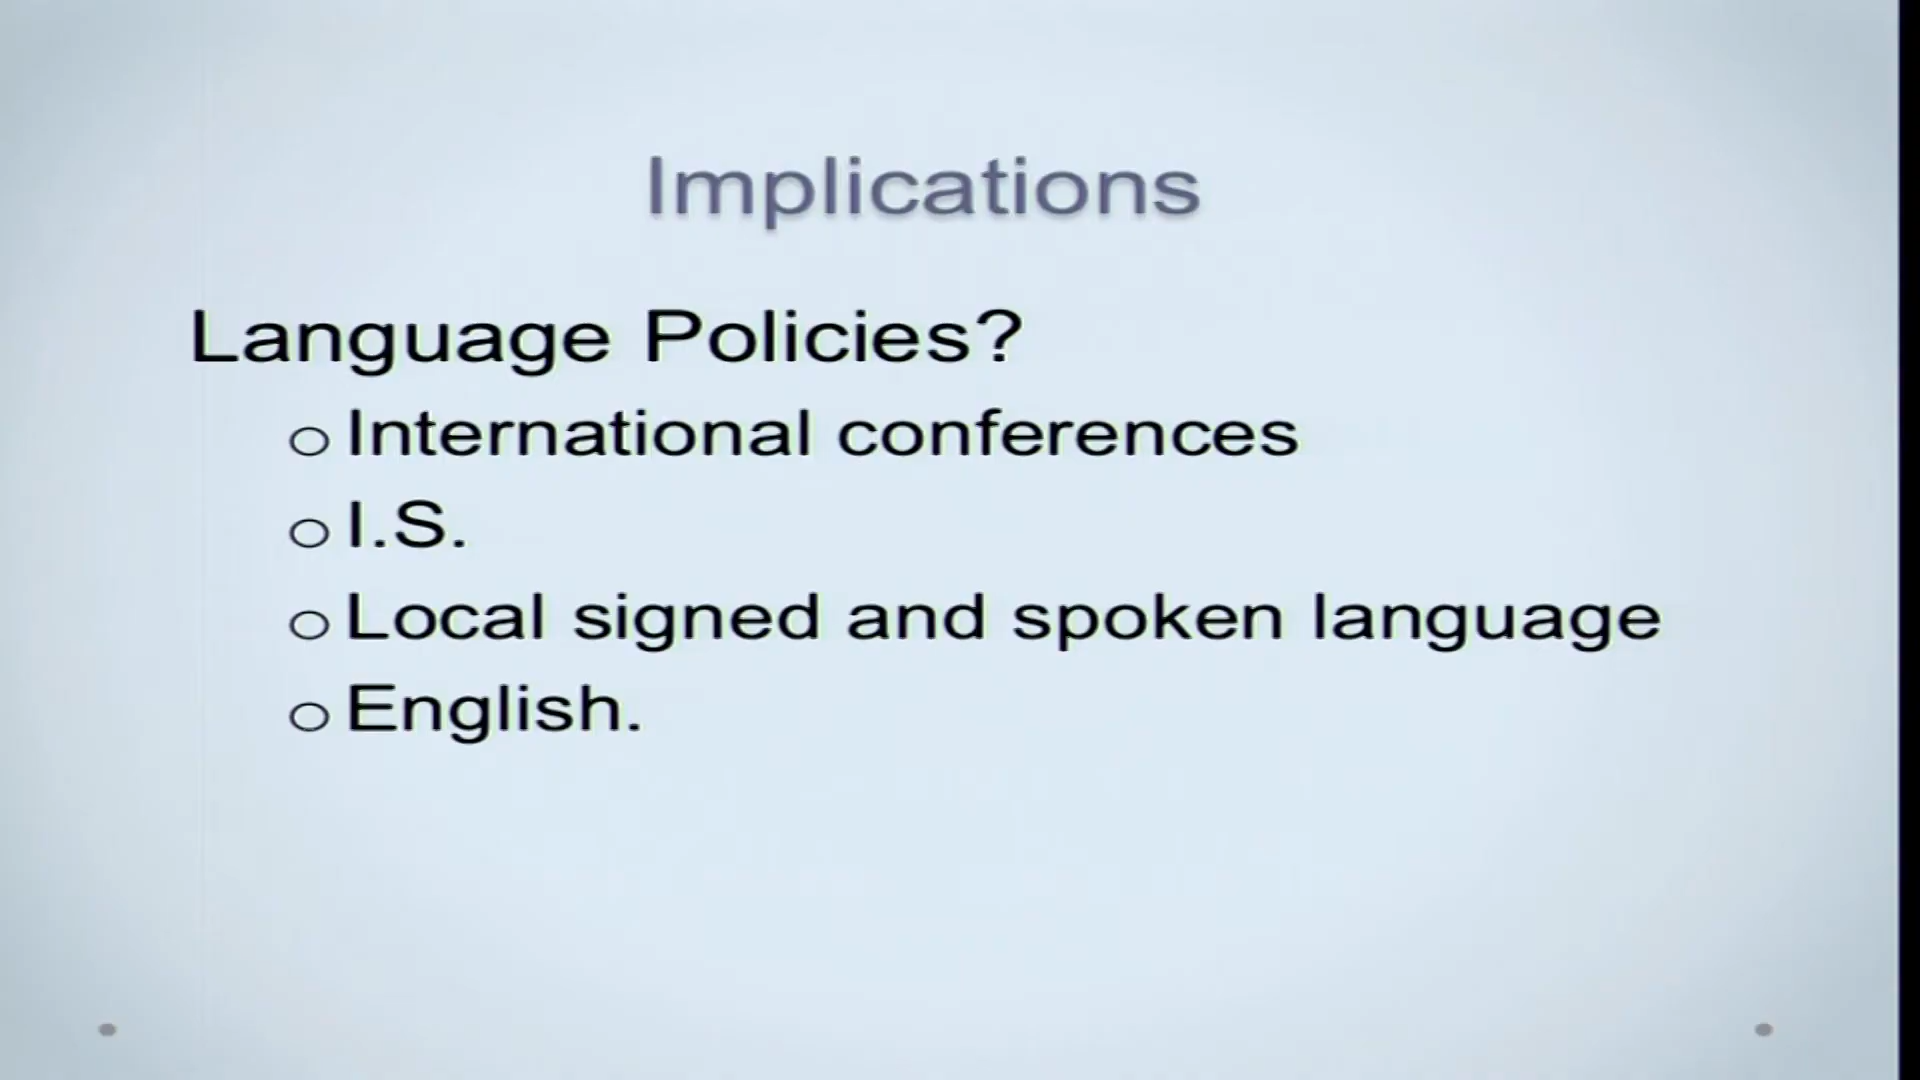 Implications
Language Policies?
o International conferences
o I.S.
o Local signed and spoken language
o English.